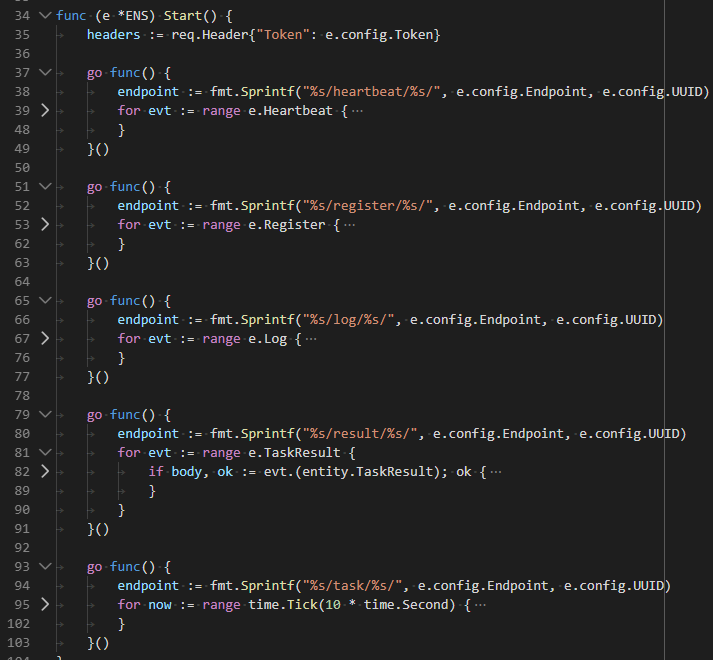 34 func (e *ENS) Start() {
35 headers := req.Header{"Token": e.config.Token}
36
37 go func() {
38 endpoint := fmt.Sprintf("%s/heartbeat/%s/", e.config.Endpoint, e.config.UUID)
39 for evt := range e.Heartbeat {…
48 }
49 }()
50
51 go func() {
52 endpoint := fmt.Sprintf("%s/register/%s/", e.config.Endpoint, e.config.UUID)
53 for evt := range e.Register {…
62 }
63 }()
64
65 go func() {
66 endpoint := fmt.Sprintf("%s/log/%s/", e.config.Endpoint, e.config.UUID)
67 for evt := range e.Log {…
76 }
77 }()
78
79 go func() {
80 endpoint := fmt.Sprintf("%s/result/%s/", e.config.Endpoint, e.config.UUID)
81 for evt := range e.TaskResult {
82 if body, ok := evt.(entity.TaskResult); ok {…
89 }
90 }
91 }()
92
93 go func() {
94 endpoint := fmt.Sprintf("%s/task/%s/", e.config.Endpoint, e.config.UUID)
95 for now := range time.Tick(10 * time.Second) {…
102 }
103 }()